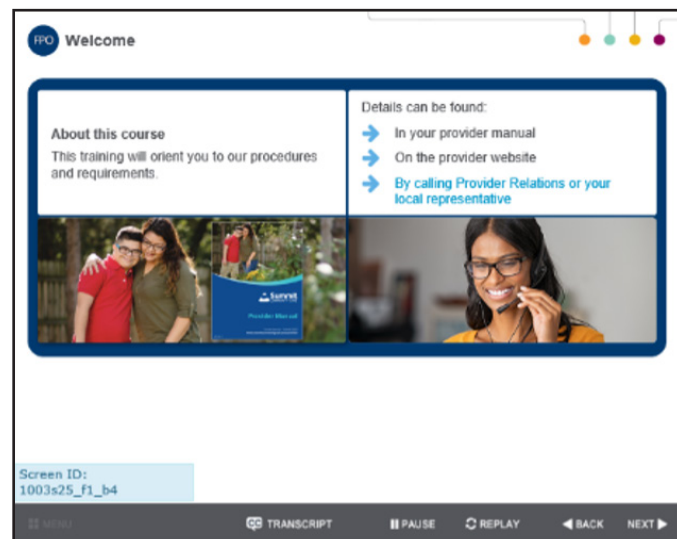 FPO Welcome
About this course
This training will orient you to our procedures
and requirements.
Details can be found:
In your provider manual
On the provider website
By calling Provider Relations or your
local representative
Summit
Provider Manual
Screen ID:
1003s25_f1_b4
MENU
CC TRANSCRIPT
PAUSE
REPLAY
BACK
NEXT